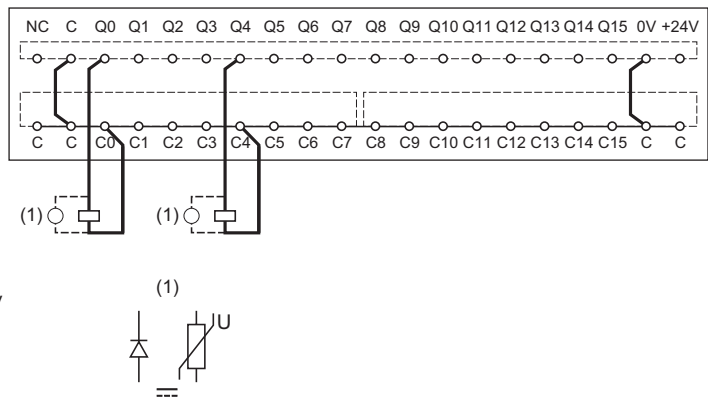 NC C Q0 Q1 Q2 Q3 Q4 Q5 Q6 Q7 Q8 Q9 Q10 Q11 Q12 Q13 Q14 Q15 0V +24V
C C C0 C1 C2 C3 C4 C5 C6 C7 C8 C9 C10 C11 C12 C13 C14 C15 C C
(1) (1)
(1)
U